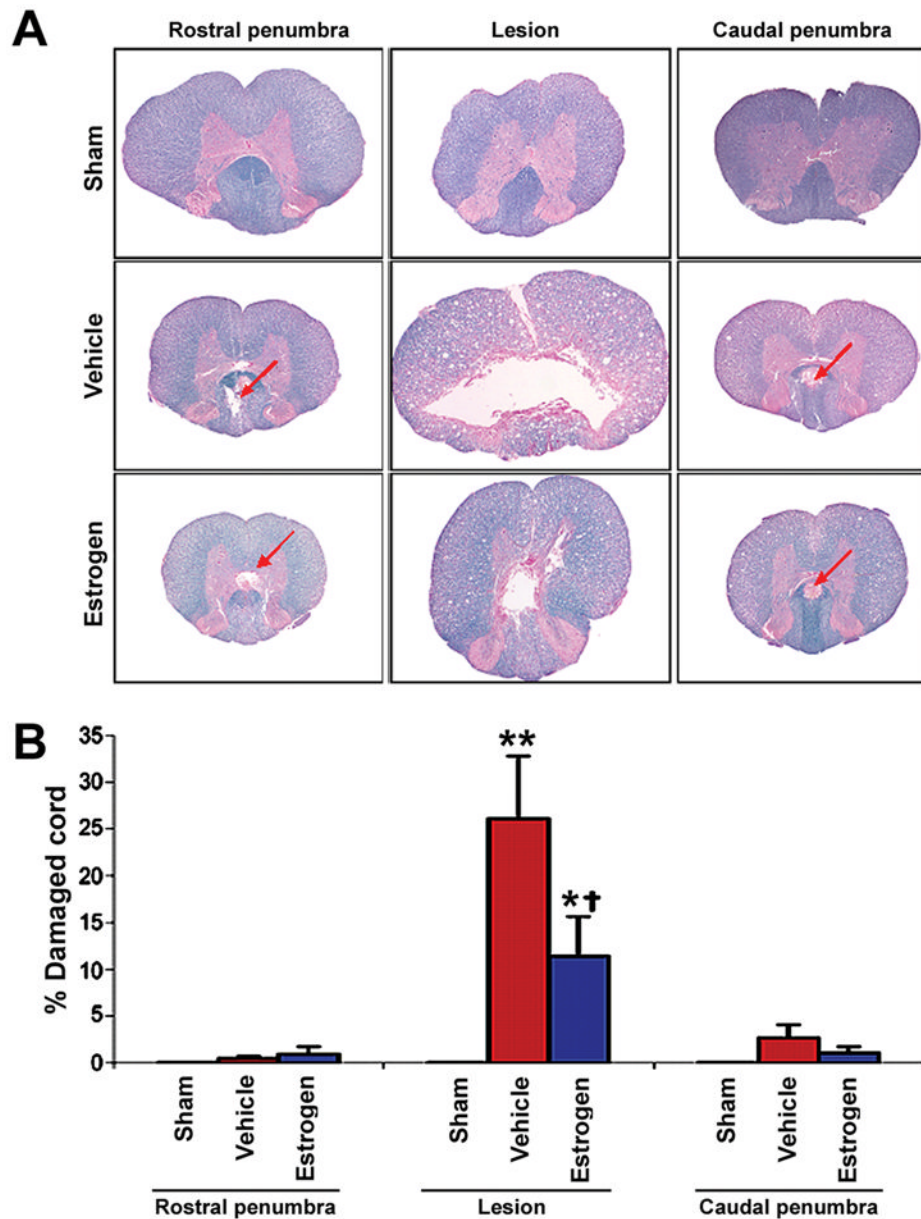 A
Rostral penumbra Lesion Caudal penumbra
Sham
Vehicle
Estrogen
B
% Damaged cord
35
30
25
20
15
10
5
0
**
*†
Sham Vehicle Estrogen Sham Vehicle Estrogen Sham Vehicle Estrogen
Rostral penumbra Lesion Caudal penumbra